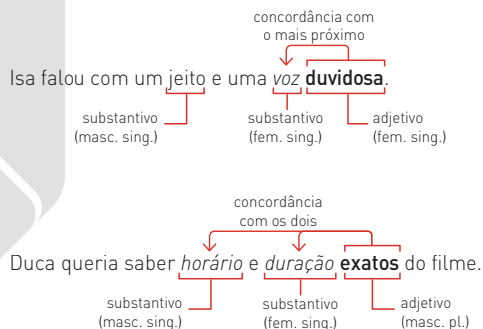 concordância com
o mais próximo
Isa falou com um jeito e uma voz duvidosa.
substantivo
(masc. sing.)
substantivo
(fem. sing.)
adjetivo
(fem. sing.)
concordância
com os dois
Duca queria saber horário e duração exatos do filme.
substantivo
(masc. sing.)
substantivo
(fem. sing.)
adjetivo
(masc. pl.)